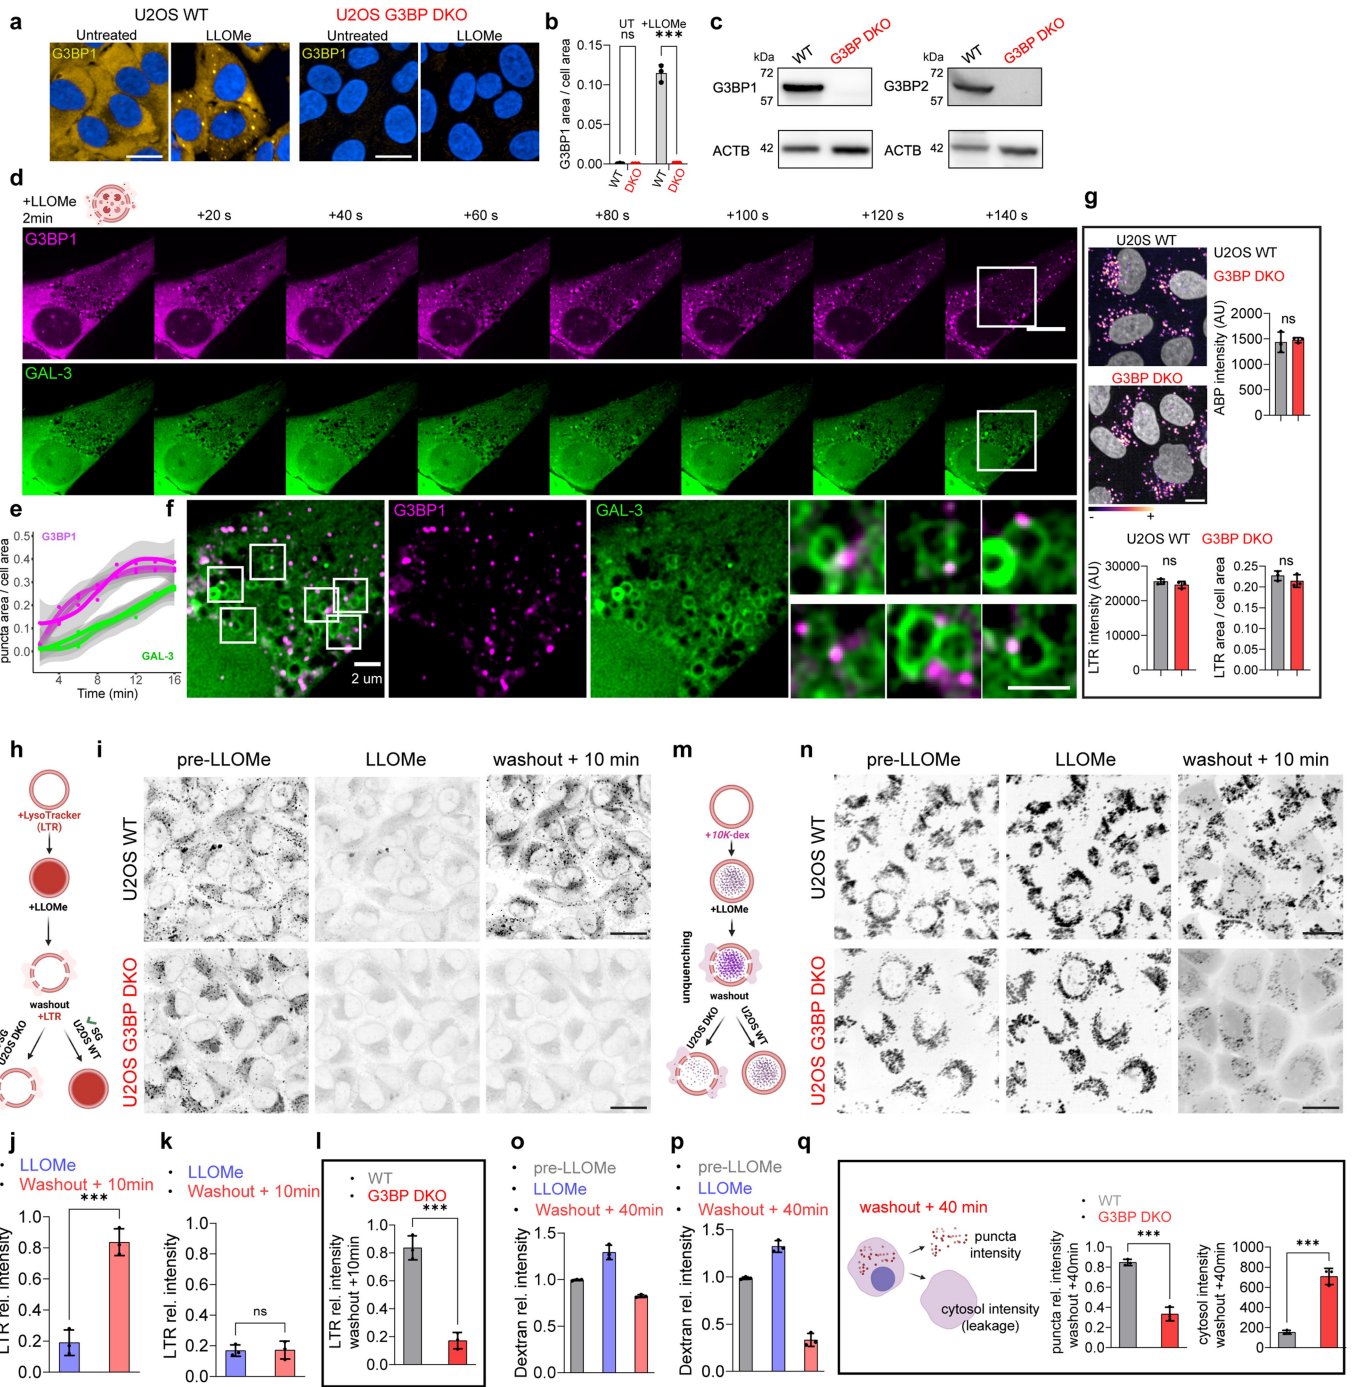 a
U2OS WT
U2OS G3BP DKO
Untreated
LLOMe
Untreated
LLOMe
G3BP1
G3BP1
b
UT
+LLOMe
ns
***
G3BP1 area / cell area
0.15
0.10
0.05
0.00
WT
DKO
WT
DKO
c
kDa
WT
G3BP DKO
72
G3BP1
57
ACTB
42
kDa
WT
G3BP DKO
72
G3BP2
57
ACTB
42
d
+LLOMe
2min
+20 s
+40 s
+60 s
+80 s
+100 s
+120 s
+140 s
G3BP1
GAL-3
e
puncta area / cell area
0.5
0.4
0.3
0.2
0.1
0.0
G3BP1
GAL-3
4
8
12
16
Time (min)
f
2 um
G3BP1
GAL-3
g
U20S WT
G3BP DKO
-
+
U2OS WT
G3BP DKO
ABP intensity (AU)
2000
1500
1000
500
0
ns
U2OS WT
G3BP DKO
LTR intensity (AU)
30000
20000
10000
0
ns
LTR area / cell area
0.25
0.20
0.15
0.10
0.05
0.00
ns
h
+LysoTracker
(LTR)
+LLOMe
washout
+LTR
SG
U2OS DKO
SG
U2OS WT
i
pre-LLOMe
LLOMe
washout + 10 min
U2OS WT
U2OS G3BP DKO
m
+10K-dex
+LLOMe
unquenching
washout
U2OS DKO
U2OS WT
n
pre-LLOMe
LLOMe
washout + 10 min
U2OS WT
U2OS G3BP DKO
j
• LLOMe
• Washout + 10min
***
LTR rel. intensity
1.0
0.8
0.6
0.4
0.2
0.0
k
• LLOMe
• Washout + 10min
ns
LTR rel. intensity
1.0
0.8
0.6
0.4
0.2
0.0
l
• WT
• G3BP DKO
***
LTR rel. intensity
washout +10min
1.0
0.8
0.6
0.4
0.2
0.0
o
• pre-LLOMe
• LLOMe
• Washout + 40min
Dextran rel. intensity
1.5
1.0
0.5
0.0
p
• pre-LLOMe
• LLOMe
• Washout + 40min
Dextran rel. intensity
1.5
1.0
0.5
0.0
q
washout + 40 min
puncta
intensity
cytosol intensity
(leakage)
• WT
• G3BP DKO
***
puncta rel. intensity
washout +40min
1.0
0.8
0.6
0.4
0.2
0.0
***
cytosol intensity
washout +40min
1000
800
600
400
200
0